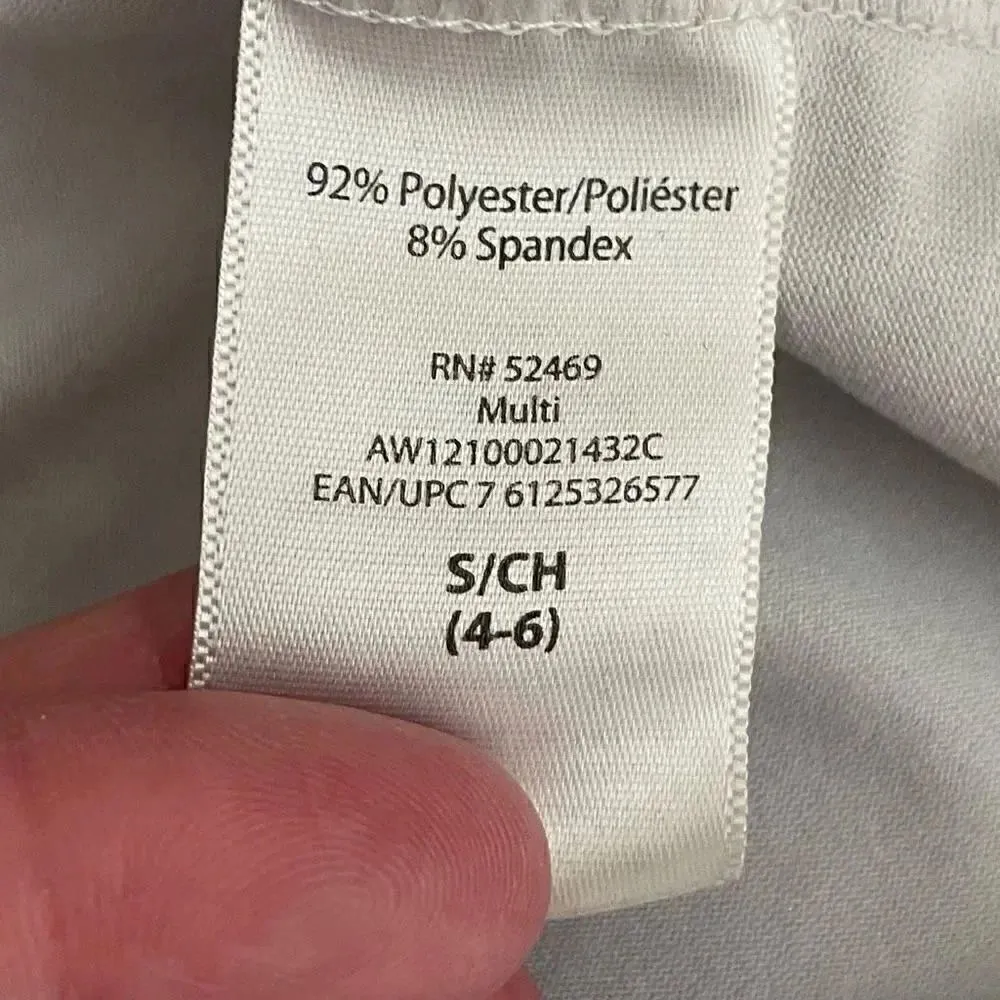 92% Polyester/Poliéster
8% Spandex
RN# 52469
Multi
AW12100021432C
EAN/UPC 7 6125326577
S/CH
(4-6)